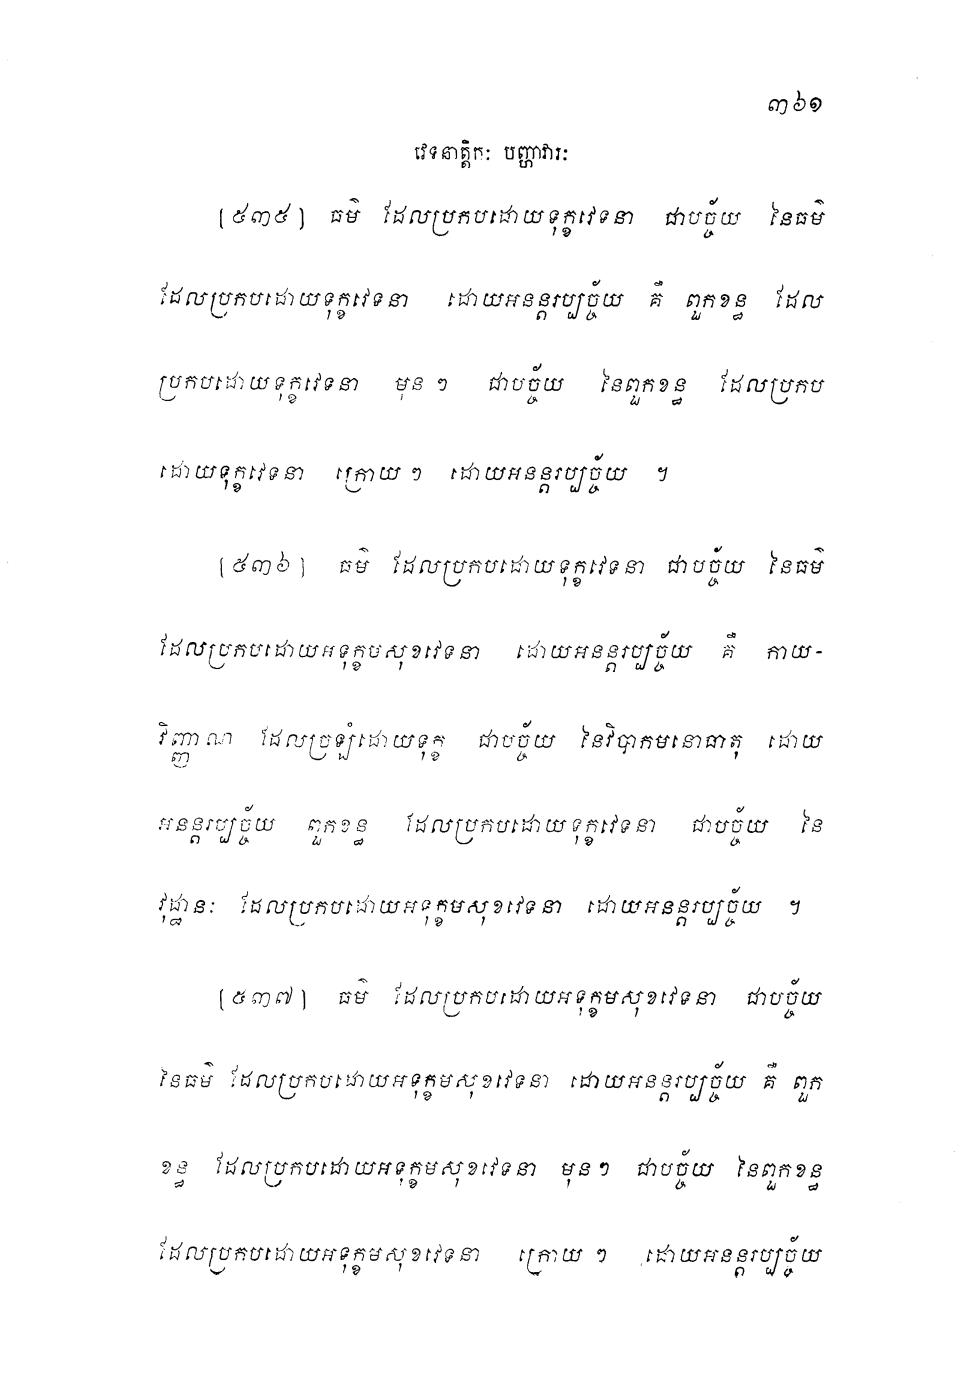 ៣៦១
វេទនាត្តិកៈ បញ្ហាវារៈ
[៥៣៥] ធម៌ ដែលប្រកបដោយទុក្ខវេទនា ជាបច្ច័យ នៃធម៌
ដែលប្រកបដោយទុក្ខវេទនា ដោយអនន្តរប្បច្ច័យ គឺ ពួកខន្ធ ដែល
ប្រកបដោយទុក្ខវេទនា មុន ៗ ជាបច្ច័យ នៃពួកខន្ធ ដែលប្រកប
ដោយទុក្ខវេទនា ក្រោយ ៗ ដោយអនន្តរប្បច្ច័យ ។
[៥៣៦] ធម៌ ដែលប្រកបដោយទុក្ខវេទនា ជាបច្ច័យ នៃធម៌
ដែលប្រកបដោយអទុក្ខមសុខវេទនា ដោយអនន្តរប្បច្ច័យ គឺ កាយ-
វិញ្ញាណ ដែលច្រឡំដោយទុក្ខ ជាបច្ច័យ នៃវិបាកមនោធាតុ ដោយ
អនន្តរប្បច្ច័យ ពួកខន្ធ ដែលប្រកបដោយទុក្ខវេទនា ជាបច្ច័យ នៃ
វុដ្ឋានៈ ដែលប្រកបដោយអទុក្ខមសុខវេទនា ដោយអនន្តរប្បច្ច័យ ។
[៥៣៧] ធម៌ ដែលប្រកបដោយអទុក្ខមសុខវេទនា ជាបច្ច័យ
នៃធម៌ ដែលប្រកបដោយអទុក្ខមសុខវេទនា ដោយអនន្តរប្បច្ច័យ គឺ ពួក
ខន្ធ ដែលប្រកបដោយអទុក្ខមសុខវេទនា មុន ៗ ជាបច្ច័យ នៃពួកខន្ធ
ដែលប្រកបដោយអទុក្ខមសុខវេទនា ក្រោយ ៗ ដោយអនន្តរប្បច្ច័យ